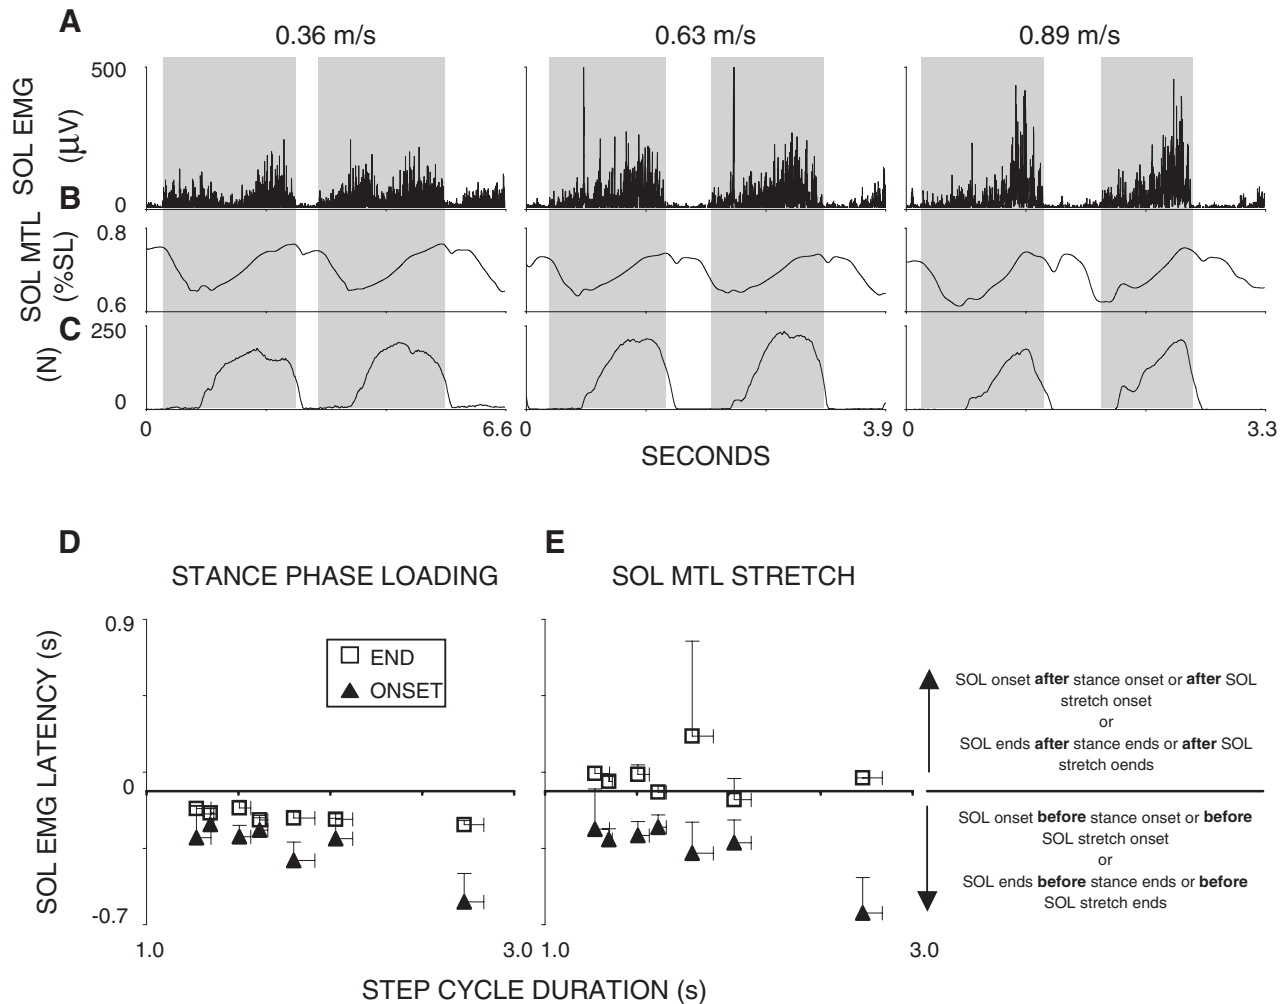 A
0.36 m/s
0.63 m/s
0.89 m/s
SOL EMG
(µV)
500
0
B
SOL MTL
(%SL)
0.8
0.6
C
(N)
250
0
0
6.6
0
3.9
0
3.3
SECONDS
D
E
STANCE PHASE LOADING
SOL MTL STRETCH
SOL EMG LATENCY (s)
0.9
0
-0.7
END
ONSET
SOL onset after stance onset or after SOL
stretch onset
or
SOL ends after stance ends or after SOL
stretch oends
SOL onset before stance onset or before
SOL stretch onset
or
SOL ends before stance ends or before
SOL stretch ends
1.0
3.0
1.0
3.0
STEP CYCLE DURATION (s)